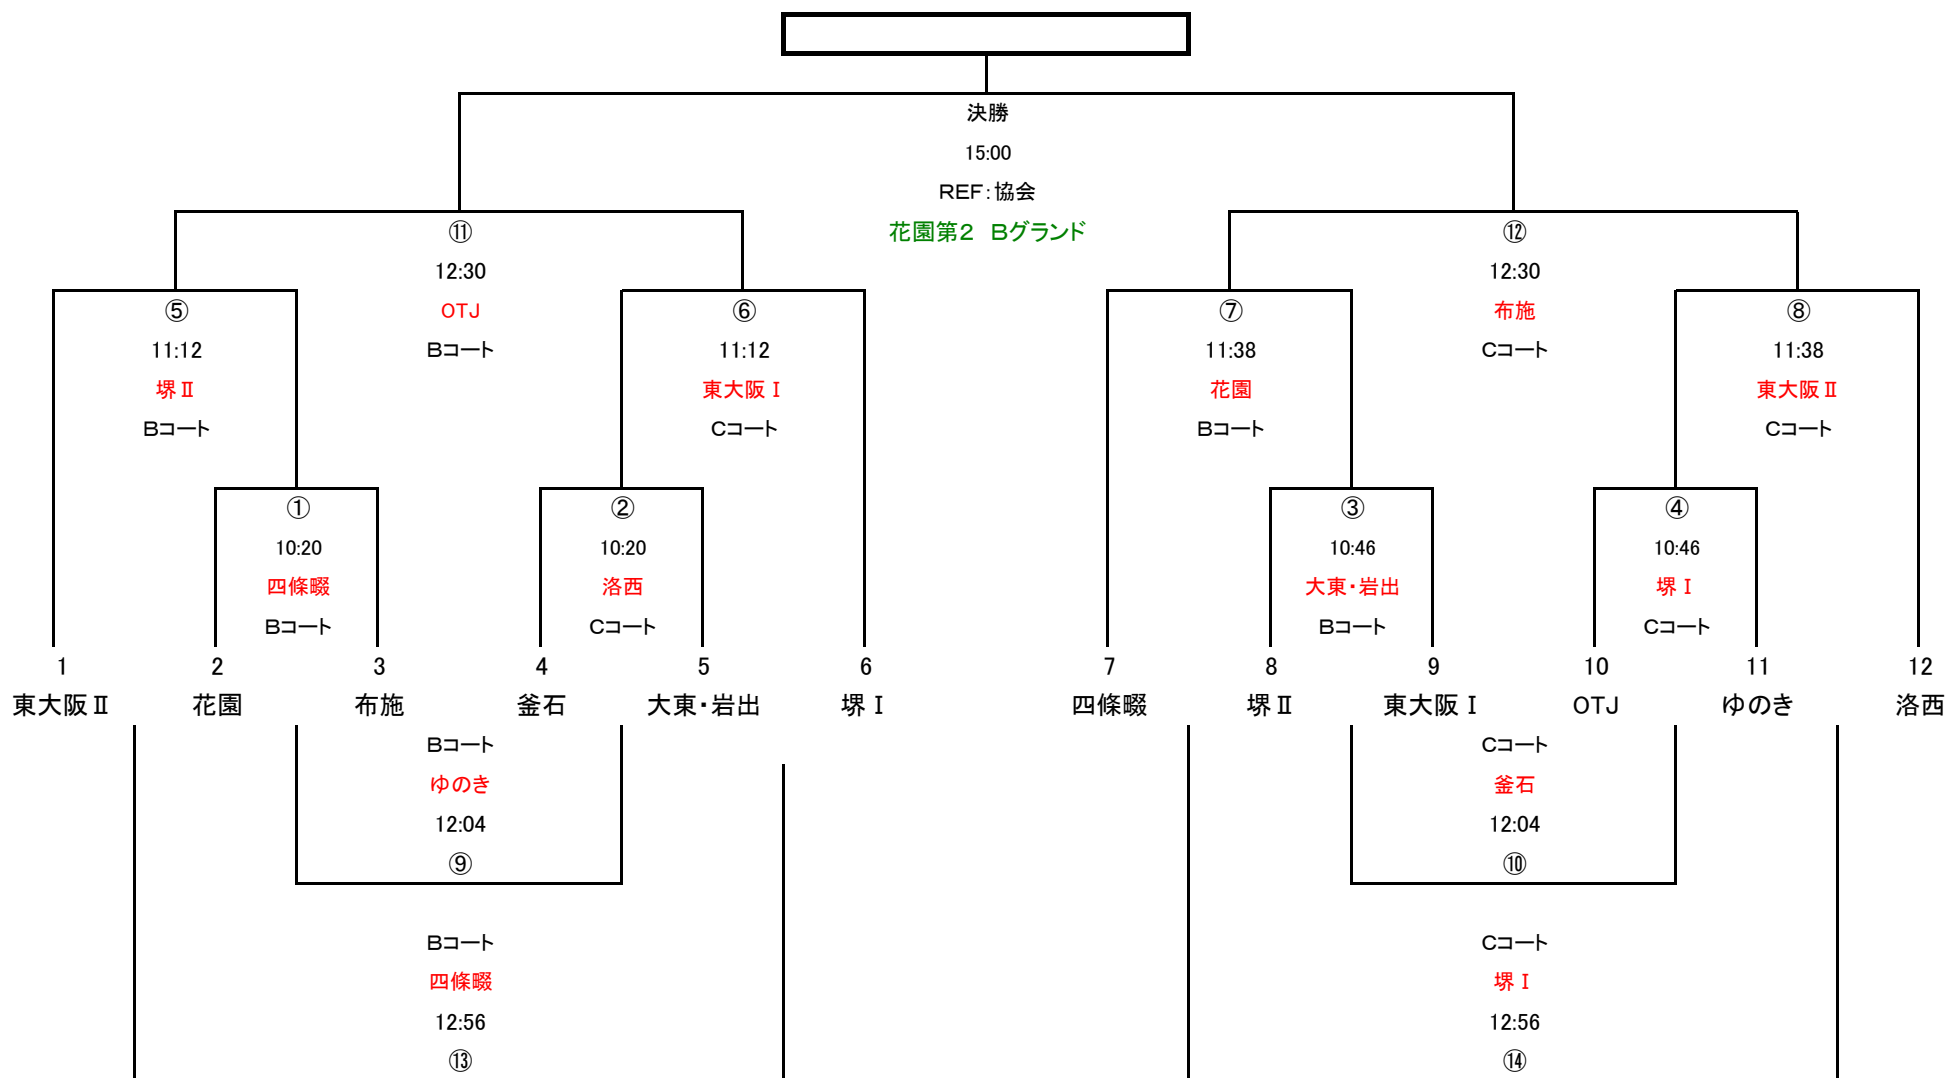 決勝
15:00
REF：協会
花園第2　Bグランド
⑪ ⑫
12:30 12:30
⑤ OTJ ⑥ ⑦ 布施 ⑧
11:12 Bコート 11:12 11:38 Cコート 11:38
堺Ⅱ 東大阪Ⅰ 花園 東大阪Ⅱ
Bコート Cコート Bコート Cコート
① ② ③ ④
10:20 10:20 10:46 10:46
四條畷 洛西 大東・岩出 堺Ⅰ
Bコート Cコート Bコート Cコート
1 2 3 4 5 6 7 8 9 10 11 12
東大阪Ⅱ 花園 布施 釜石 大東・岩出 堺Ⅰ 四條畷 堺Ⅱ 東大阪Ⅰ OTJ ゆのき 洛西
Bコート Cコート
ゆのき 釜石
12:04 12:04
⑨ ⑩
Bコート Cコート
四條畷 堺Ⅰ
12:56 12:56
⑬ ⑭